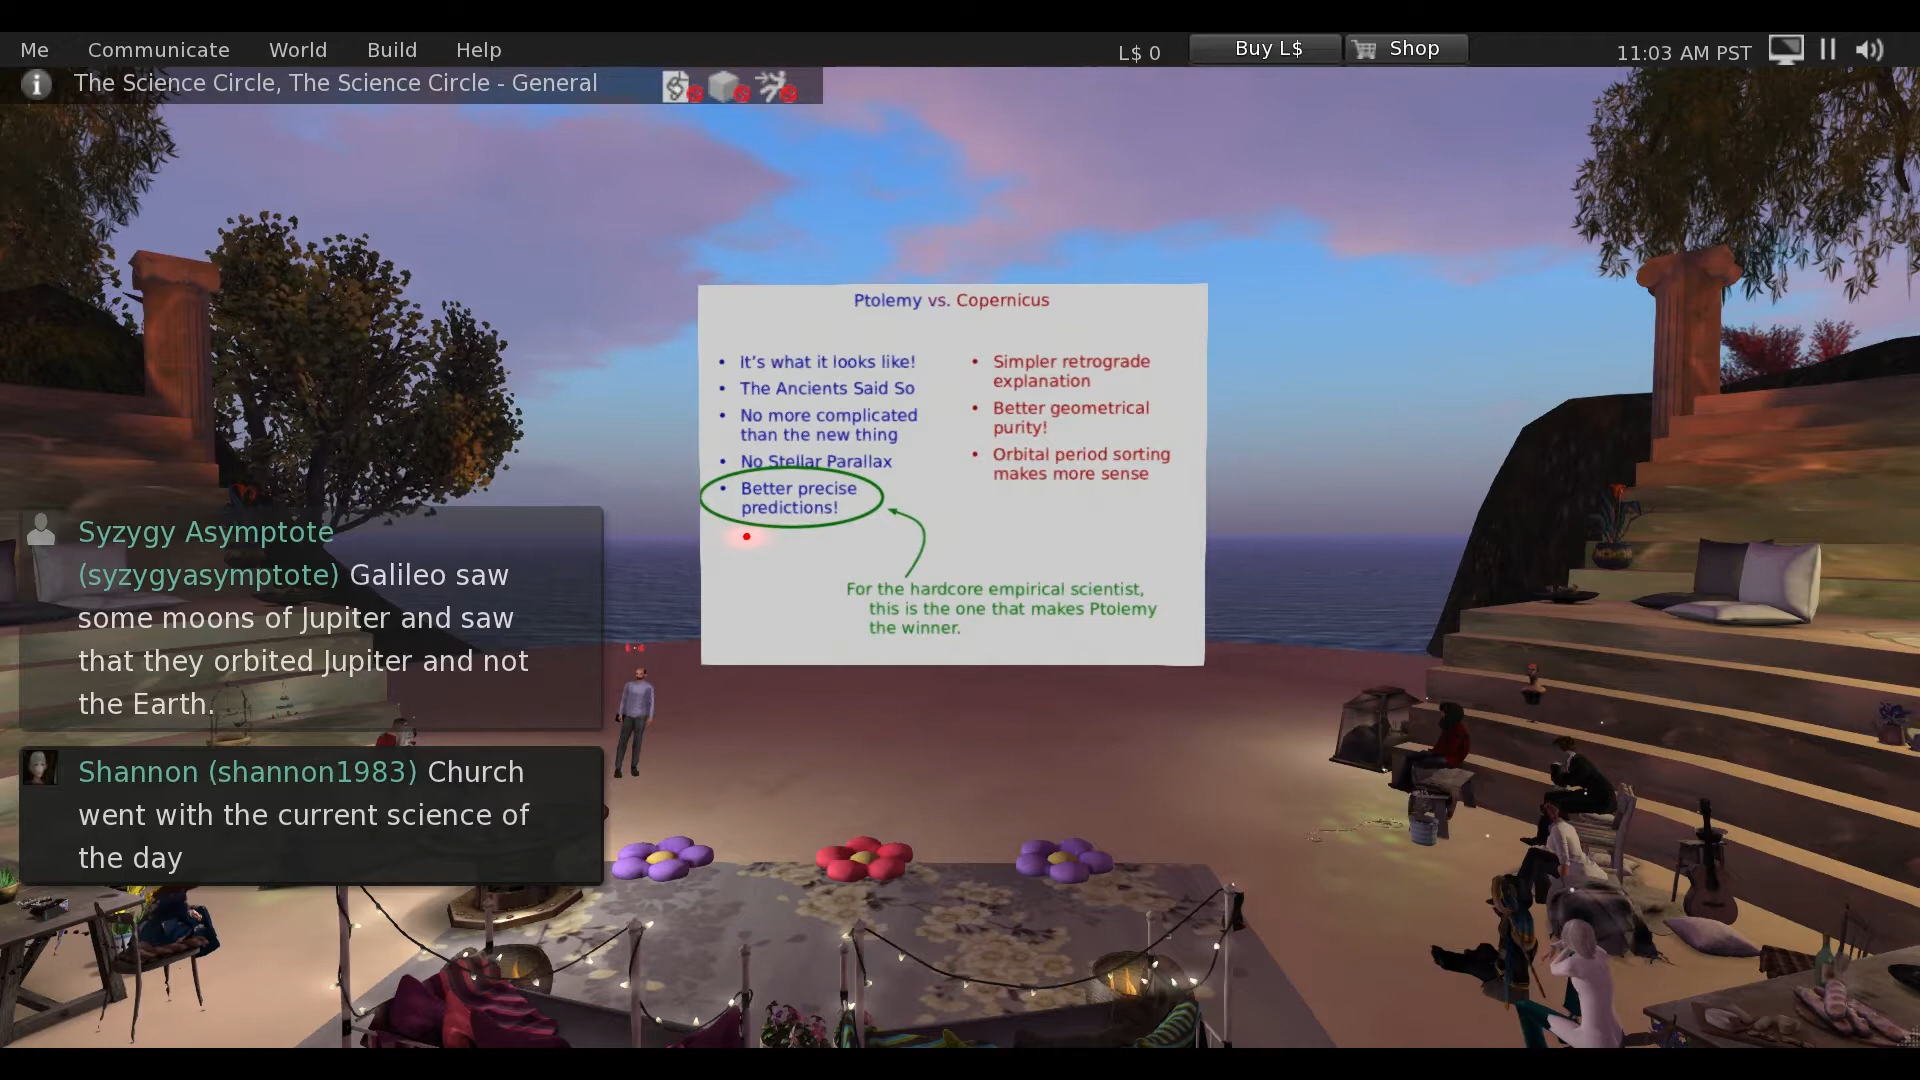 Me Communicate World Build Help L$ 0 Buy L$ Shop 11:03 AM PST
The Science Circle, The Science Circle - General
Ptolemy vs. Copernicus
• It's what it looks like!
• The Ancients Said So
• No more complicated
than the new thing
• No Stellar Parallax
• Better precise
predictions!
• Simpler retrograde
explanation
• Better geometrical
purity!
• Orbital period sorting
makes more sense
For the hardcore empirical scientist,
this is the one that makes Ptolemy
the winner.
Syzygy Asymptote
(syzygyasymptote) Galileo saw
some moons of Jupiter and saw
that they orbited Jupiter and not
the Earth.
Shannon (shannon1983) Church
went with the current science of
the day